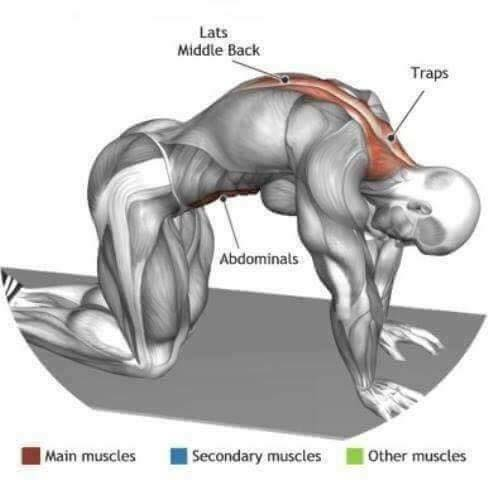 Lats
Middle Back
Traps
Abdominals
Main muscles
Secondary muscles
Other muscles